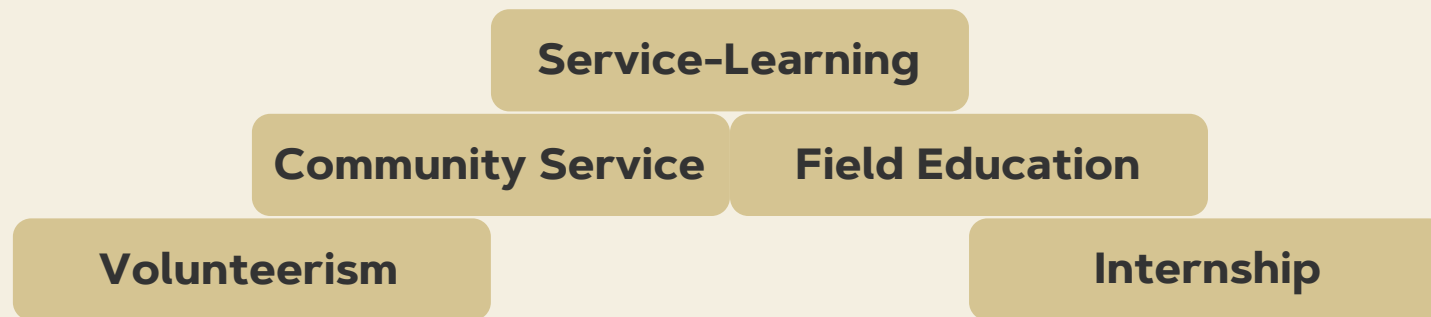 Service-Learning
Community Service Field Education
Volunteerism Internship